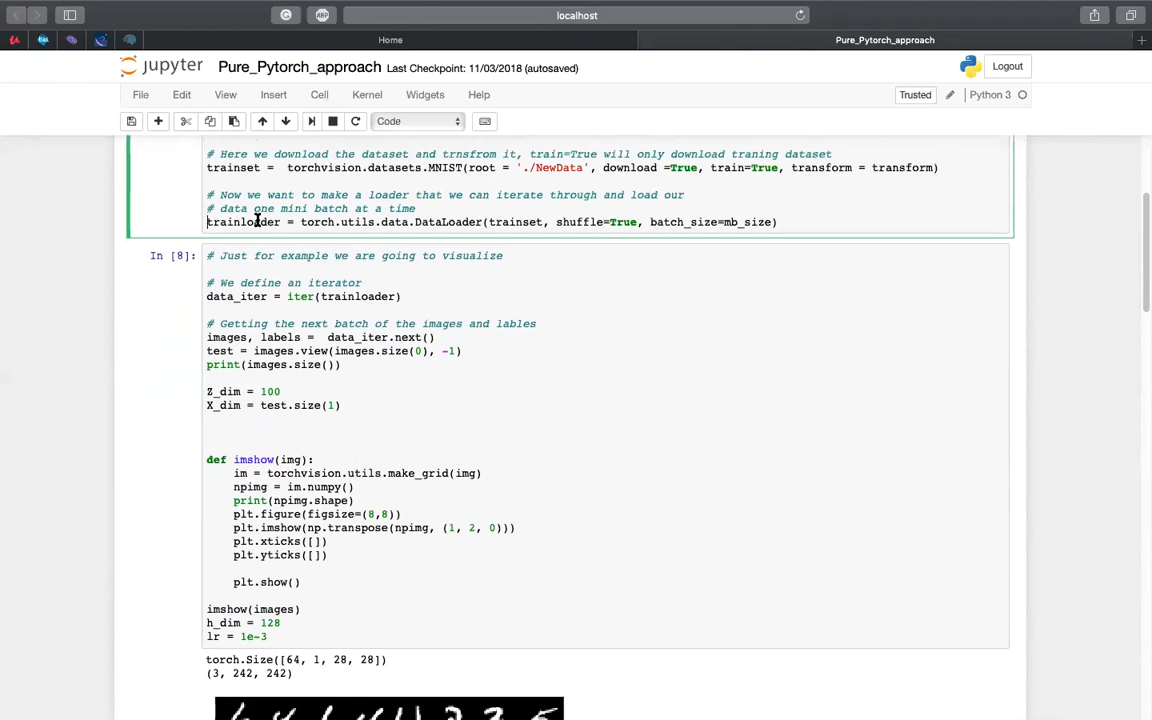 localhost
Home
Pure_Pytorch_approach
jupyter Pure_Pytorch_approach Last Checkpoint: 11/03/2018 (autosaved)
Logout
File Edit View Insert Cell Kernel Widgets Help
Trusted
Python 3
Code
# Here we download the dataset and trnsfrom it, train=True will only download traning dataset
trainset =  torchvision.datasets.MNIST(root = './NewData', download =True, train=True, transform = transform)
# Now we want to make a loader that we can iterate through and load our
# data one mini batch at a time
trainloader = torch.utils.data.DataLoader(trainset, shuffle=True, batch_size=mb_size)
In [8]:
# Just for example we are going to visualize
# We define an iterator
data_iter = iter(trainloader)
# Getting the next batch of the images and lables
images, labels =  data_iter.next()
test = images.view(images.size(0), -1)
print(images.size())
Z_dim = 100
X_dim = test.size(1)
def imshow(img):
    im = torchvision.utils.make_grid(img)
    npimg = im.numpy()
    print(npimg.shape)
    plt.figure(figsize=(8,8))
    plt.imshow(np.transpose(npimg, (1, 2, 0)))
    plt.xticks([])
    plt.yticks([])
    plt.show()
imshow(images)
h_dim = 128
lr = 1e-3
torch.Size([64, 1, 28, 28])
(3, 242, 242)